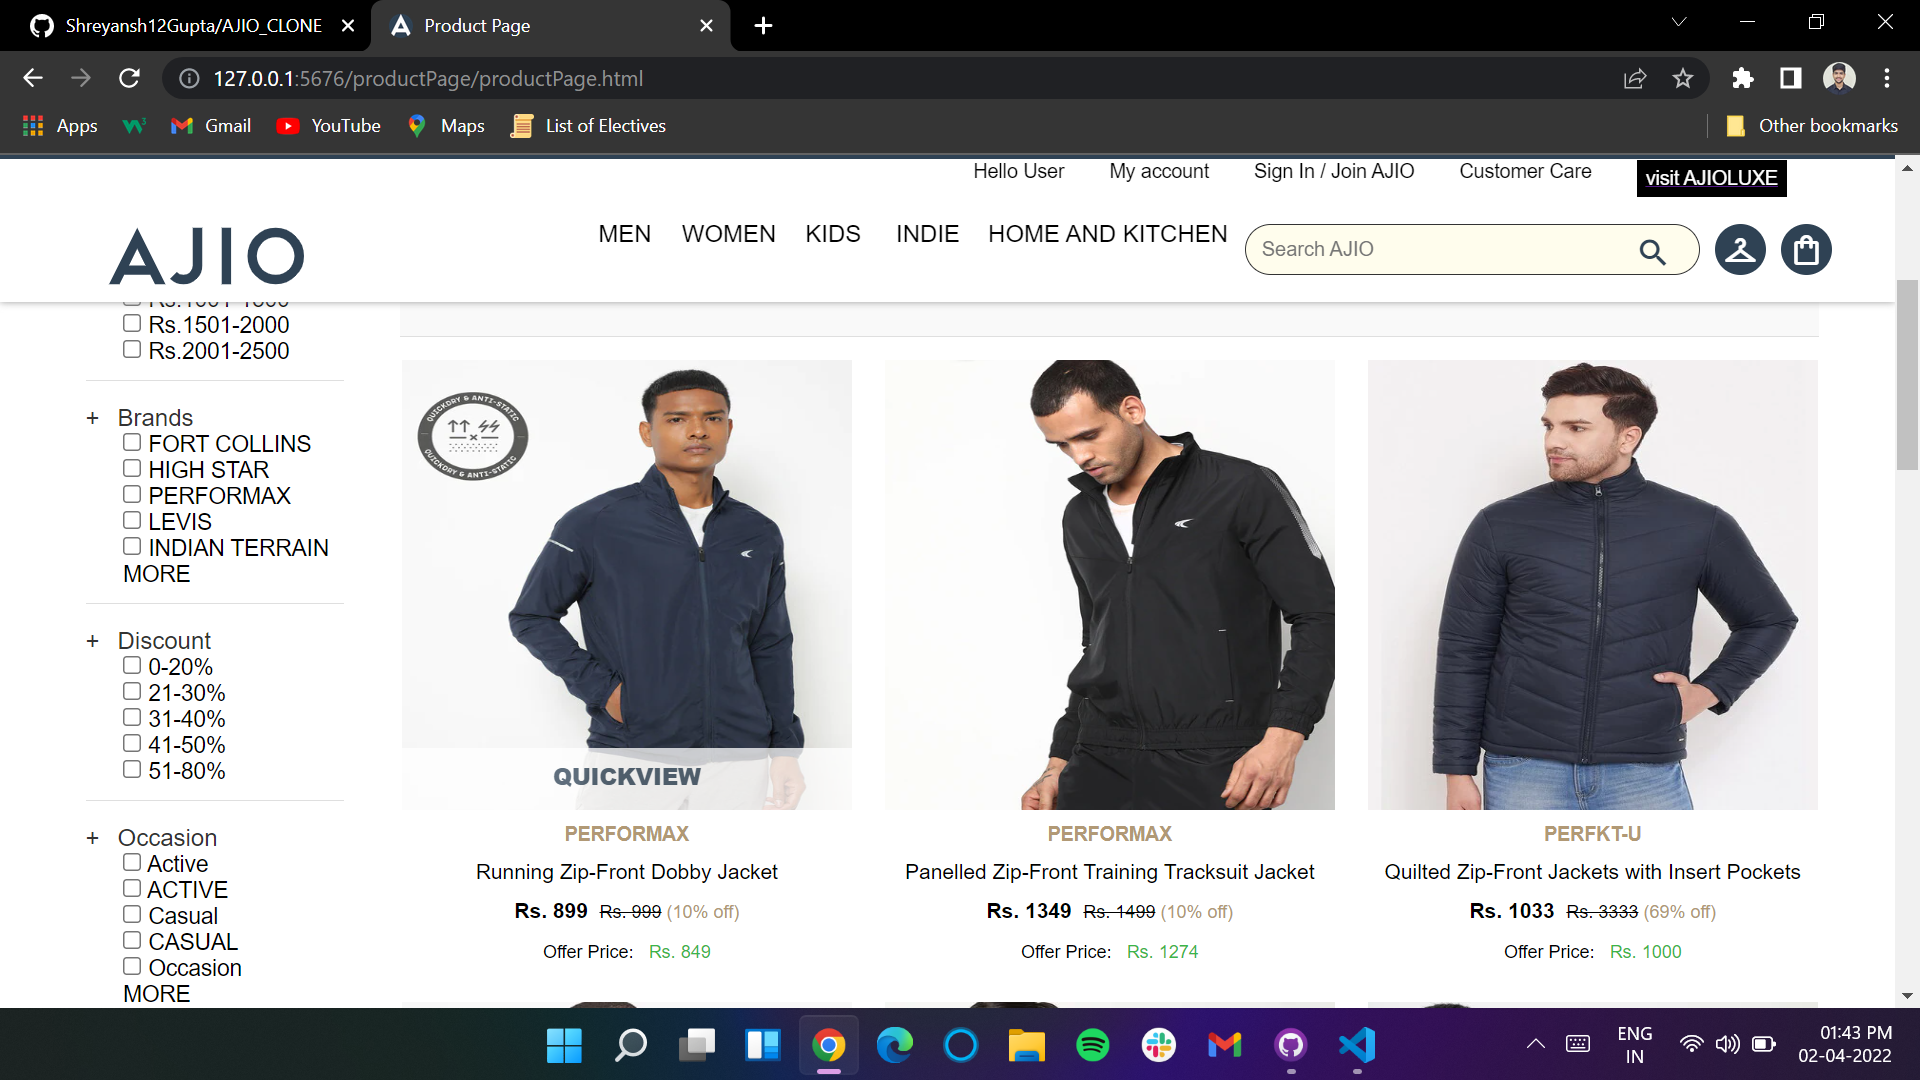 Shreyansh12Gupta/AJIO_CLONE
Product Page
127.0.0.1:5676/productPage/productPage.html
Apps
Gmail
YouTube
Maps
List of Electives
Other bookmarks
Hello User
My account
Sign In / Join AJIO
Customer Care
visit AJIOLUXE
AJIO
MEN
WOMEN
KIDS
INDIE
HOME AND KITCHEN
Search AJIO
Rs.1501-2000
Rs.2001-2500
+ Brands
FORT COLLINS
HIGH STAR
PERFORMAX
LEVIS
INDIAN TERRAIN
MORE
+ Discount
0-20%
21-30%
31-40%
41-50%
51-80%
+ Occasion
Active
ACTIVE
Casual
CASUAL
Occasion
MORE
QUICKDRY & ANTI-STATIC
QUICKDRY & ANTI-STATIC
QUICKVIEW
PERFORMAX
Running Zip-Front Dobby Jacket
Rs. 899 Rs. 999 (10% off)
Offer Price: Rs. 849
PERFORMAX
Panelled Zip-Front Training Tracksuit Jacket
Rs. 1349 Rs. 1499 (10% off)
Offer Price: Rs. 1274
PERFKT-U
Quilted Zip-Front Jackets with Insert Pockets
Rs. 1033 Rs. 3333 (69% off)
Offer Price: Rs. 1000
ENG
IN
01:43 PM
02-04-2022